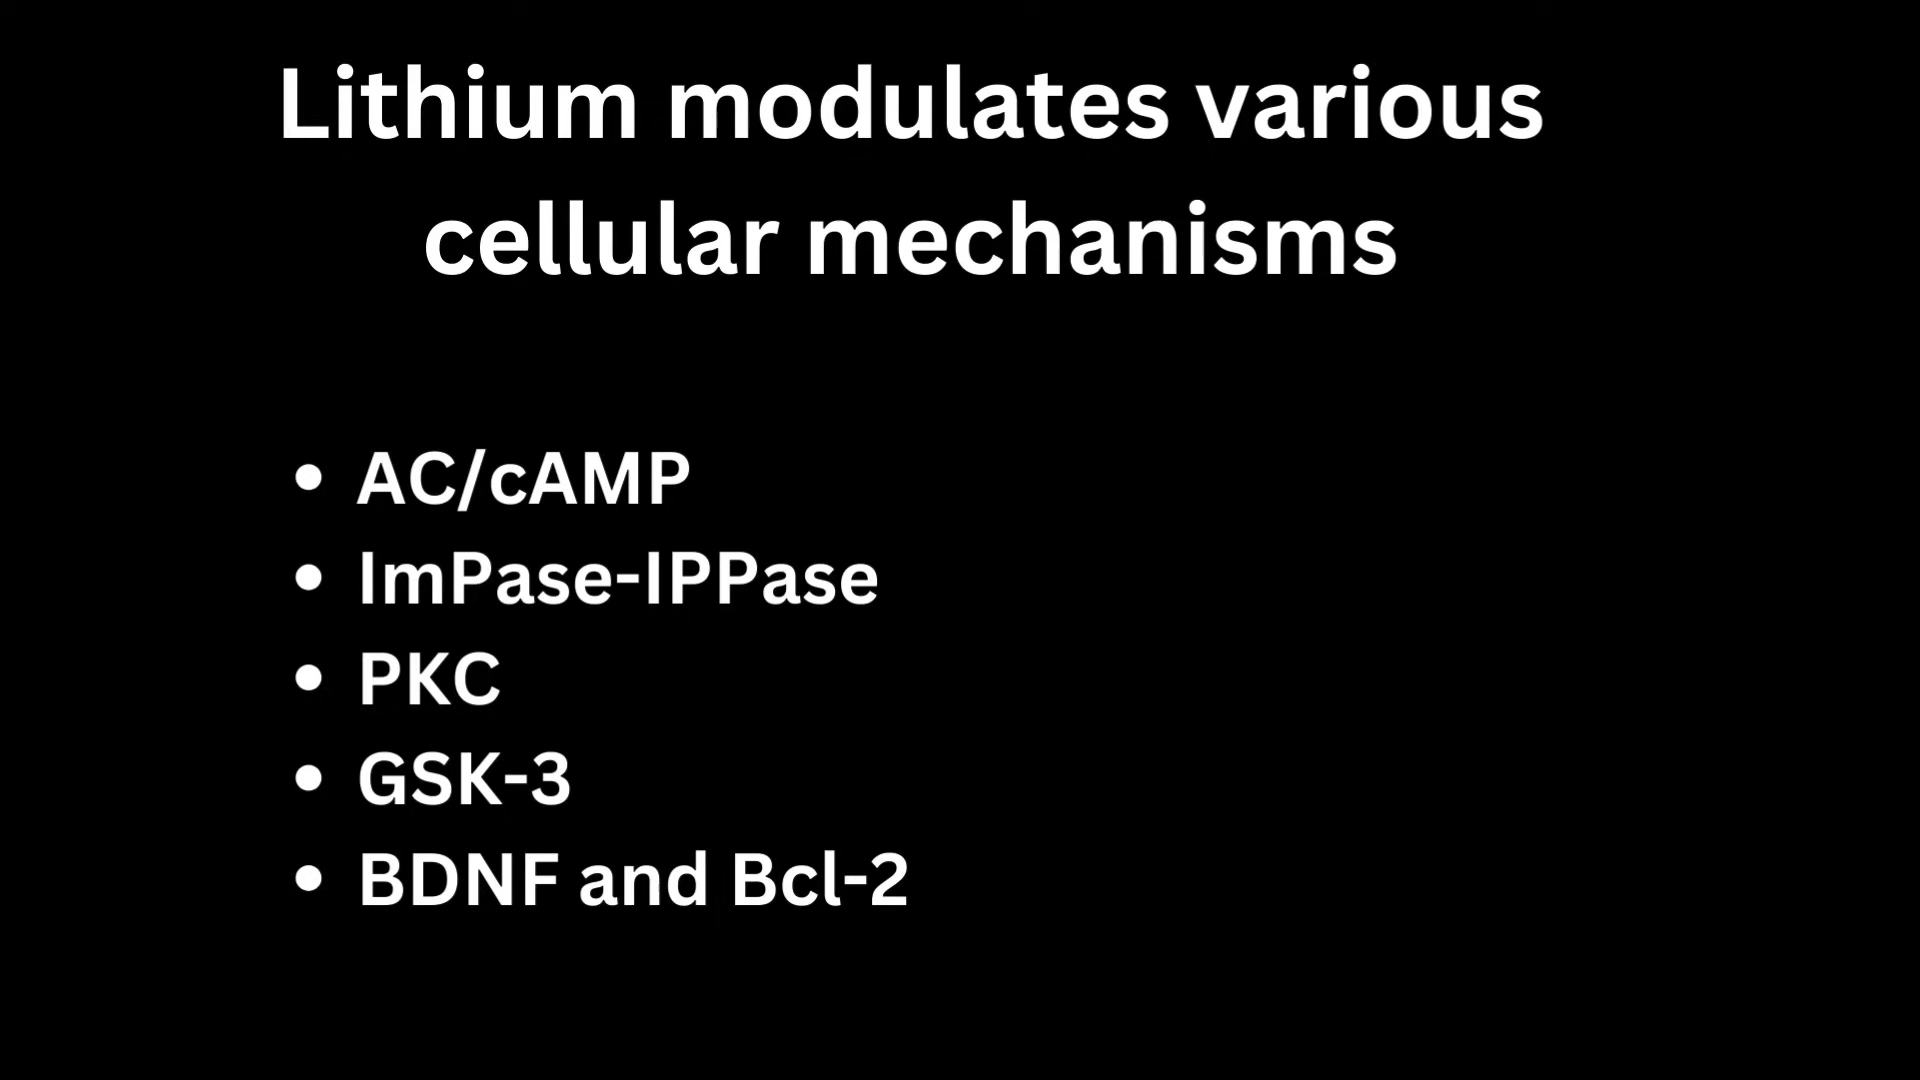 Lithium modulates various
cellular mechanisms
• AC/cAMP
• ImPase-IPPase
• PKC
• GSK-3
• BDNF and Bcl-2